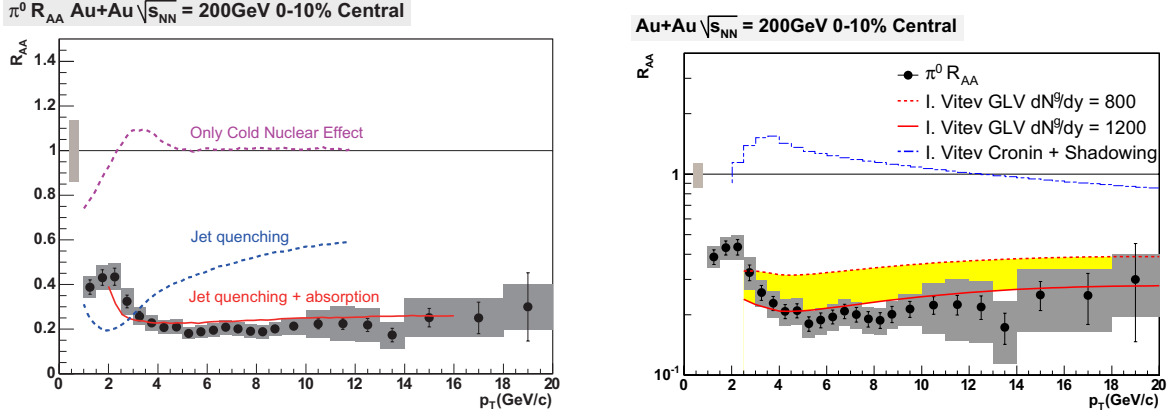 π⁰ R_AA Au+Au √s_NN = 200GeV 0-10% Central
R_AA
1.4
1.2
1
0.8
0.6
0.4
0.2
0
Only Cold Nuclear Effect
Jet quenching
Jet quenching + absorption
0 2 4 6 8 10 12 14 16 18 20
p_T(GeV/c)
Au+Au √s_NN = 200GeV 0-10% Central
R_AA
π⁰ R_AA
I. Vitev GLV dN^g/dy = 800
I. Vitev GLV dN^g/dy = 1200
I. Vitev Cronin + Shadowing
1
10⁻¹
0 2 4 6 8 10 12 14 16 18 20
p_T(GeV/c)